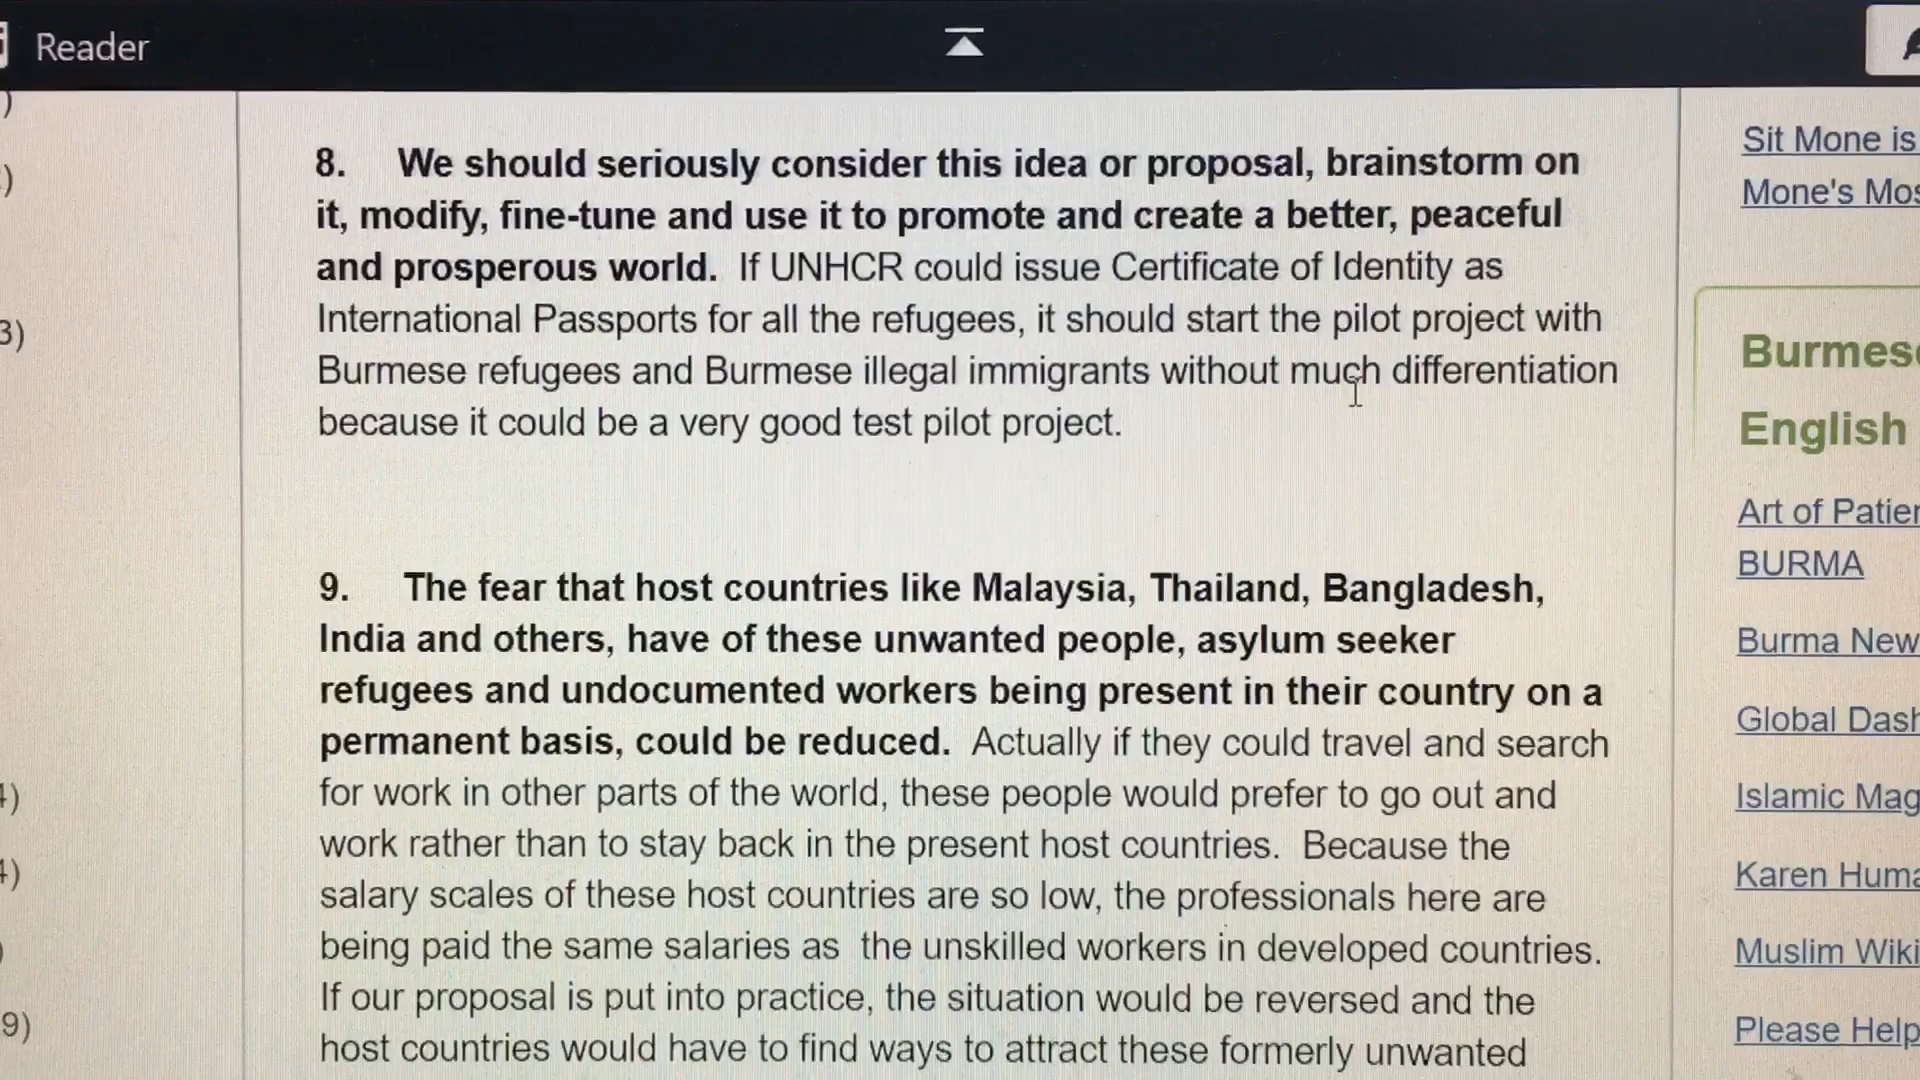 Reader
8. We should seriously consider this idea or proposal, brainstorm on
it, modify, fine-tune and use it to promote and create a better, peaceful
and prosperous world. If UNHCR could issue Certificate of Identity as
International Passports for all the refugees, it should start the pilot project with
Burmese refugees and Burmese illegal immigrants without much differentiation
because it could be a very good test pilot project.
9. The fear that host countries like Malaysia, Thailand, Bangladesh,
India and others, have of these unwanted people, asylum seeker
refugees and undocumented workers being present in their country on a
permanent basis, could be reduced. Actually if they could travel and search
for work in other parts of the world, these people would prefer to go out and
work rather than to stay back in the present host countries. Because the
salary scales of these host countries are so low, the professionals here are
being paid the same salaries as the unskilled workers in developed countries.
If our proposal is put into practice, the situation would be reversed and the
host countries would have to find ways to attract these formerly unwanted
3)
4)
4)
9)
Sit Mone is
Mone's Mos
Burmese
English
Art of Patien
BURMA
Burma New
Global Dash
Islamic Mag
Karen Huma
Muslim Wiki
Please Help